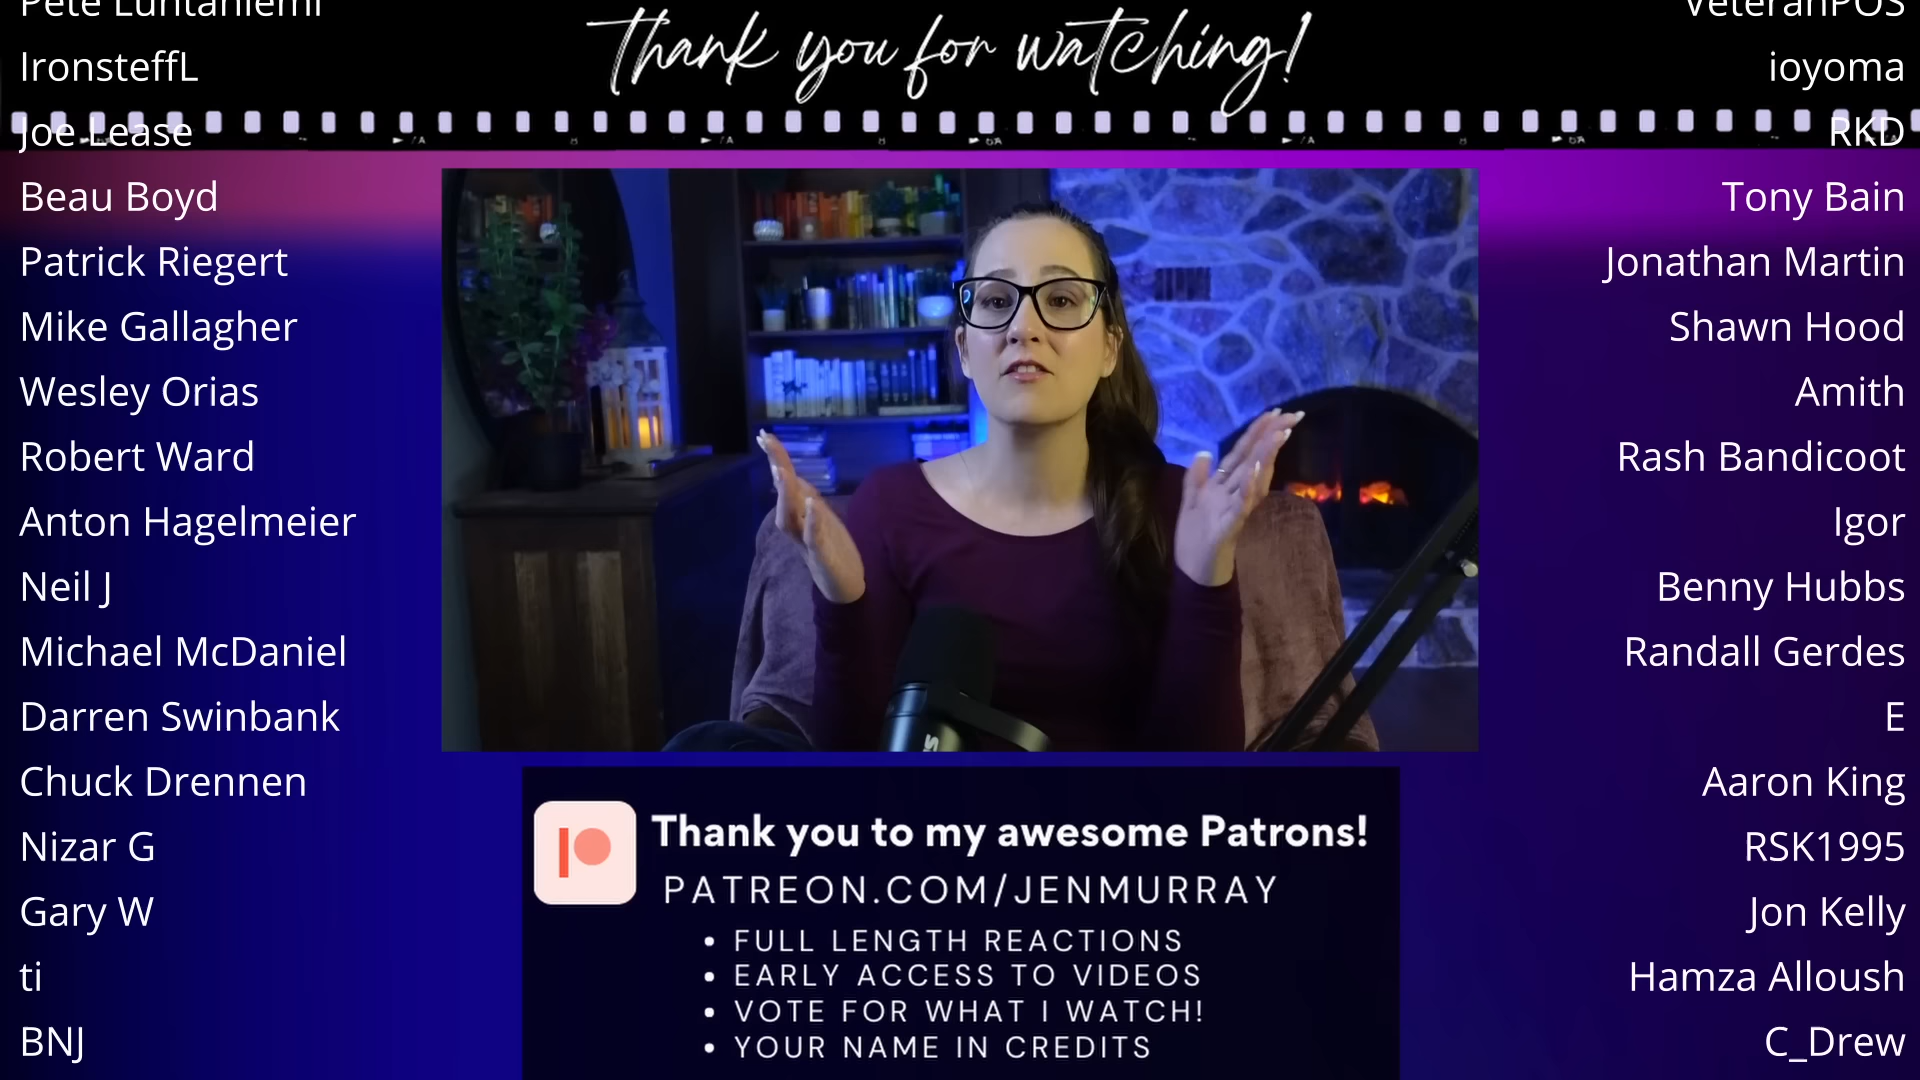 Thank you for watching!
IronsteffL
Joe Lease
Beau Boyd
Patrick Riegert
Mike Gallagher
Wesley Orias
Robert Ward
Anton Hagelmeier
Neil J
Michael McDaniel
Darren Swinbank
Chuck Drennen
Nizar G
Gary W
ti
BNJ
VeteranPOS
ioyoma
RKD
Tony Bain
Jonathan Martin
Shawn Hood
Amith
Rash Bandicoot
Igor
Benny Hubbs
Randall Gerdes
E
Aaron King
RSK1995
Jon Kelly
Hamza Alloush
C_Drew
Thank you to my awesome Patrons!
PATREON.COM/JENMURRAY
• FULL LENGTH REACTIONS
• EARLY ACCESS TO VIDEOS
• VOTE FOR WHAT I WATCH!
• YOUR NAME IN CREDITS